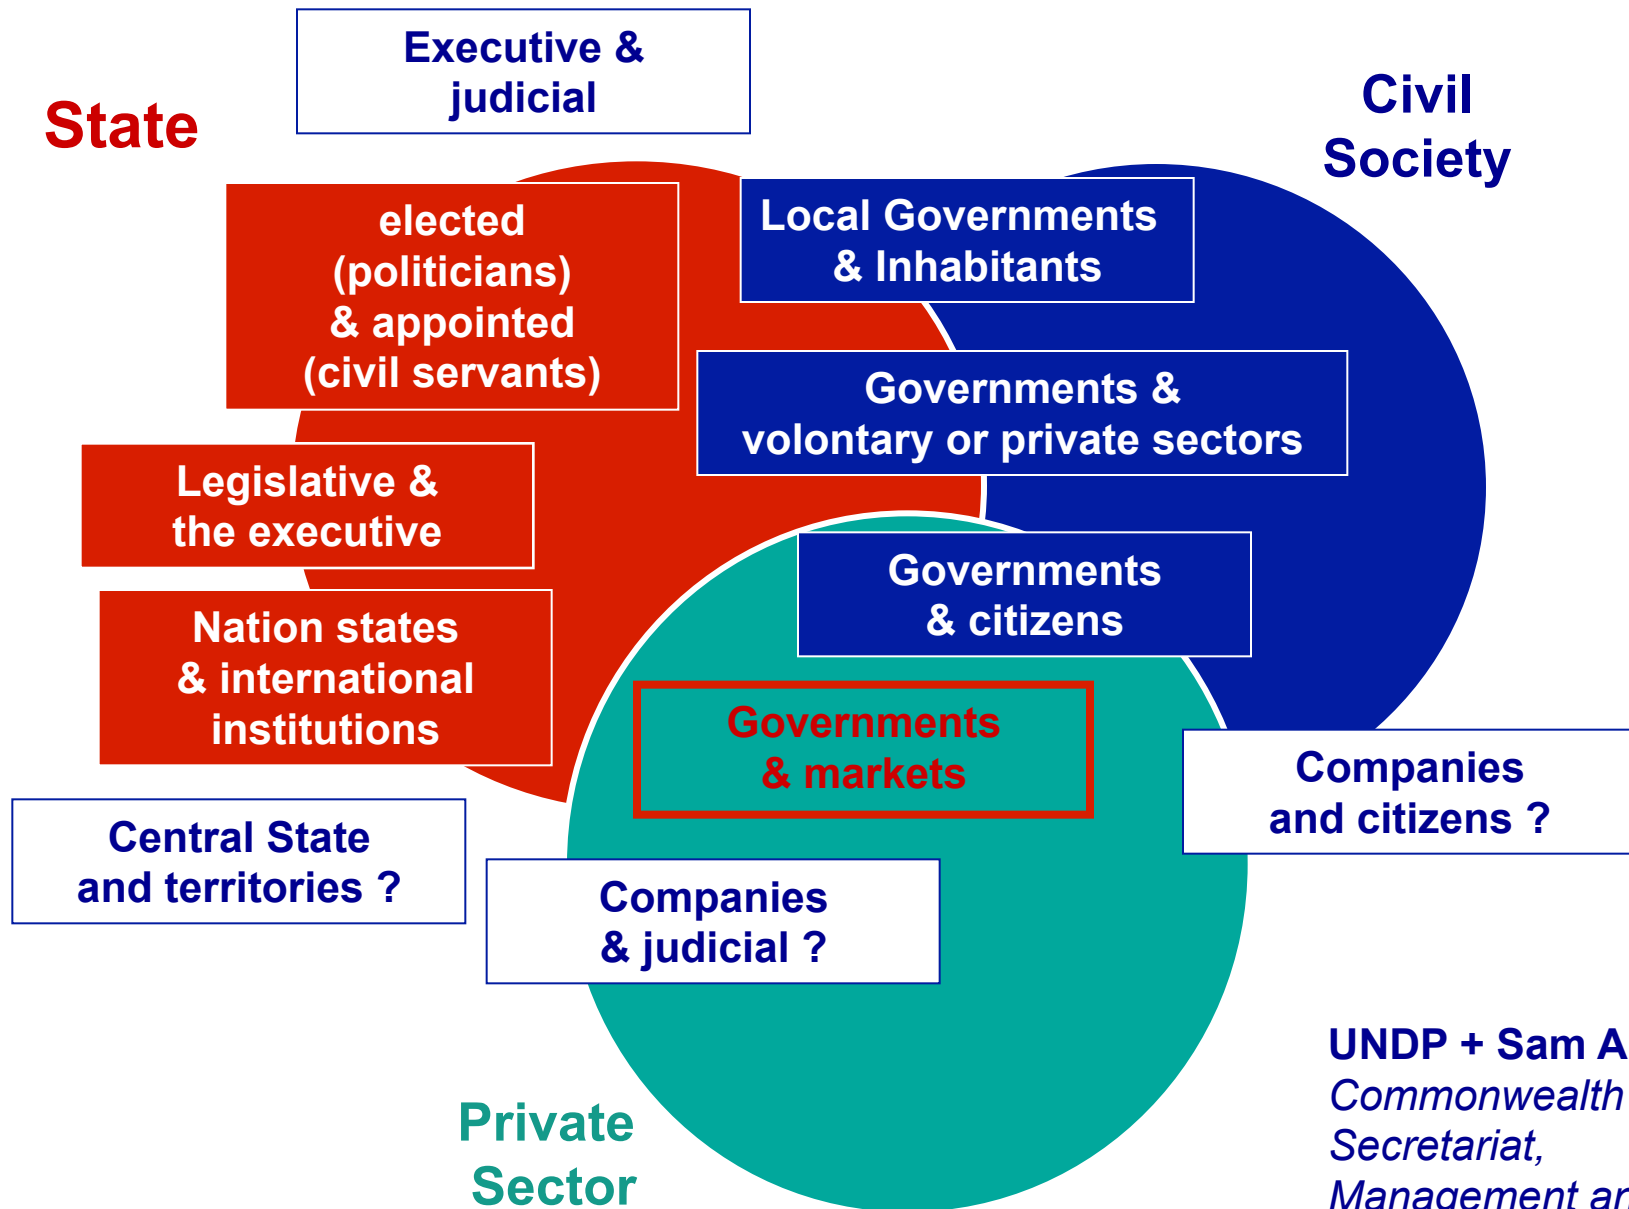 Executive &
judicial
State
Civil
Society
elected
(politicians)
& appointed
(civil servants)
Local Governments
& Inhabitants
Governments &
volontary or private sectors
Legislative &
the executive
Governments
& citizens
Nation states
& international
institutions
Governments
& markets
Companies
and citizens ?
Central State
and territories ?
Companies
& judicial ?
UNDP + Sam
Commonwealth
Secretariat,
Management
Private
Sector